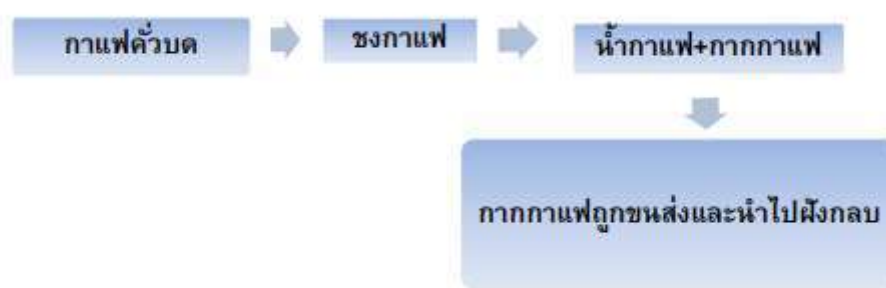 กาแฟคั่วบด
ชงกาแฟ
น้ำกาแฟ+กากกาแฟ
กากกาแฟถูกขนส่งและนำไปฝังกลบ